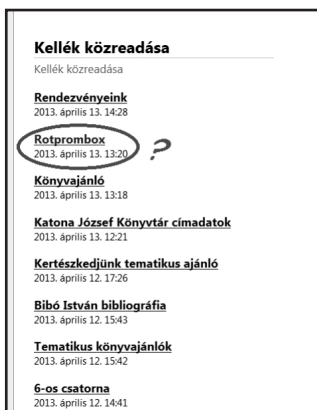 Kellék közreadása
Kellék közreadása
Rendezvényeink
2013. április 13. 14:28
Rotprombox
2013. április 13. 13:20
?
Könyvajánló
2013. április 13. 13:18
Katona József Könyvtár címadatok
2013. április 13. 12:21
Kertészkedjünk tematikus ajánló
2013. április 12. 17:26
Bibó István bibliográfia
2013. április 12. 15:43
Tematikus könyvajánlók
2013. április 12. 15:42
6-os csatorna
2013. április 12. 14:41